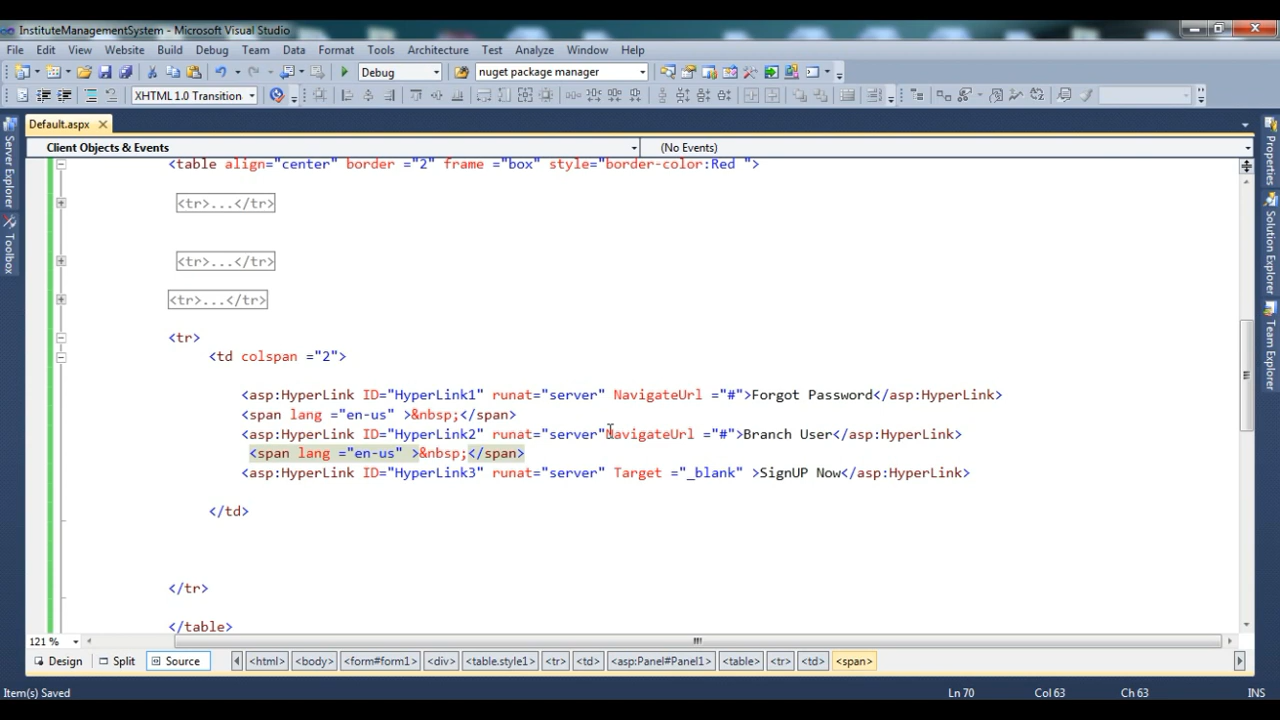 InstituteManagementSystem - Microsoft Visual Studio
File Edit View Website Build Debug Team Data Format Tools Architecture Test Analyze Window Help
Debug nuget package manager
XHTML 1.0 Transition
Default.aspx
Client Objects & Events (No Events)
<table align="center" border ="2" frame ="box" style="border-color:Red ">
<tr>...</tr>
<tr>...</tr>
<tr>...</tr>
<tr>
<td colspan ="2">
<asp:HyperLink ID="HyperLink1" runat="server" NavigateUrl ="#">Forgot Password</asp:HyperLink>
<span lang ="en-us" >&nbsp;</span>
<asp:HyperLink ID="HyperLink2" runat="server"NavigateUrl ="#">Branch User</asp:HyperLink>
<span lang ="en-us" >&nbsp;</span>
<asp:HyperLink ID="HyperLink3" runat="server" Target ="_blank" >SignUP Now</asp:HyperLink>
</td>
</tr>
</table>
121 %
Design Split Source <html> <body> <form#form1> <div> <table.style1> <tr> <td> <asp:Panel#Panel1> <table> <tr> <td> <span>
Item(s) Saved Ln 70 Col 63 Ch 63 INS
Server Explorer
Toolbox
Properties
Solution Explorer
Team Explorer